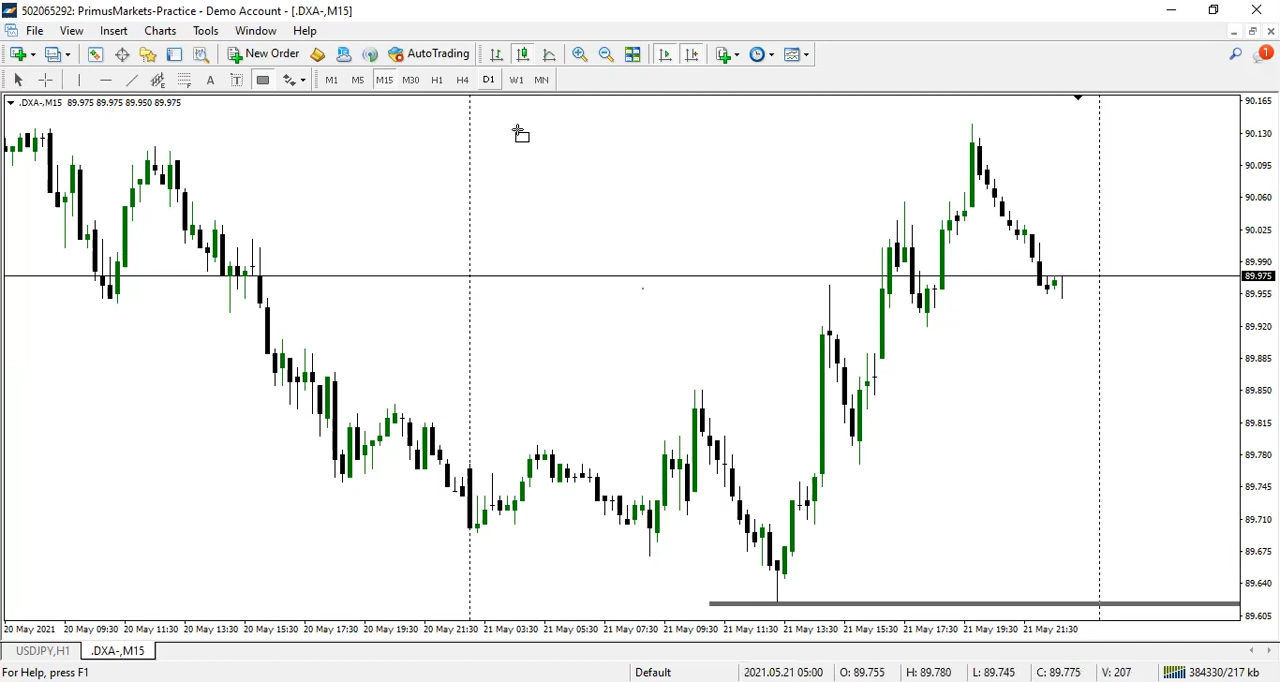 502065292: PrimusMarkets-Practice - Demo Account - [.DXA-,M15]
File View Insert Charts Tools Window Help
New Order AutoTrading 1
A T M1 M5 M15 M30 H1 H4 D1 W1 MN
.DXA-,M15 89.975 89.975 89.950 89.975
90.165
90.130
90.095
90.060
90.025
89.990
89.975
89.955
89.920
89.885
89.850
89.815
89.780
89.745
89.710
89.675
89.640
89.605
20 May 2021 20 May 09:30 20 May 11:30 20 May 13:30 20 May 15:30 20 May 17:30 20 May 19:30 20 May 21:30 21 May 03:30 21 May 05:30 21 May 07:30 21 May 09:30 21 May 11:30 21 May 13:30 21 May 15:30 21 May 17:30 21 May 19:30 21 May 21:30
USDJPY,H1 .DXA-,M15
For Help, press F1 Default 2021.05.21 05:00 O: 89.755 H: 89.780 L: 89.745 C: 89.775 V: 207 384330/217 kb